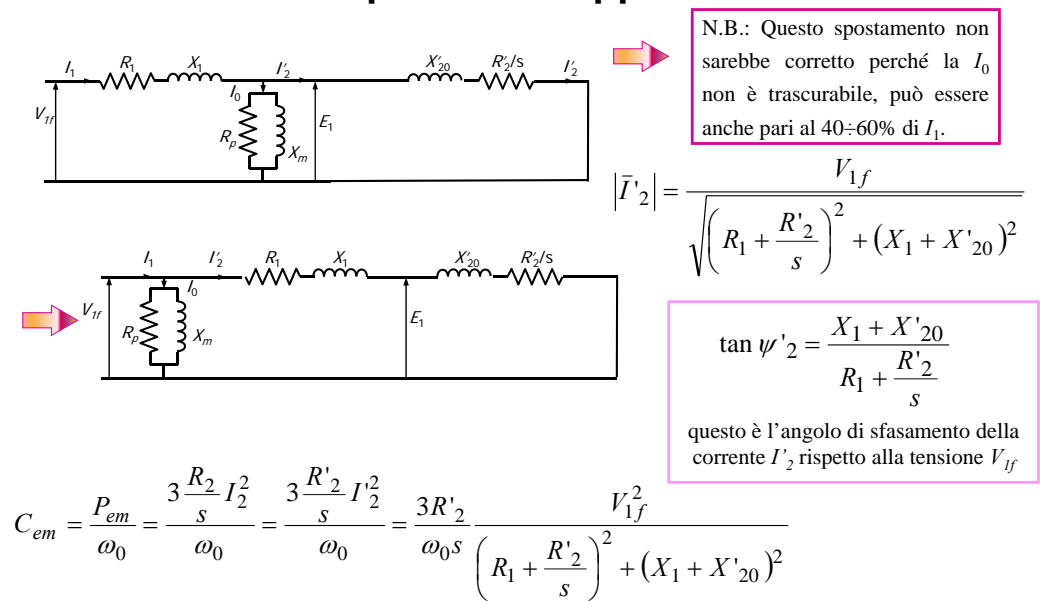 N.B.: Questo spostamento non
sarebbe corretto perché la I₀
non è trascurabile, può essere
anche pari al 40÷60% di I₁.
I₁ R₁ X₁ I'₂ X'₂₀ R'₂/s I'₂
V₁f I₀ Rₚ Xₘ E₁
|Ī'₂| = V₁f / √((R₁ + R'₂/s)² + (X₁ + X'₂₀)²)
I₁ I'₂ R₁ X₁ X'₂₀ R'₂/s
V₁f I₀ Rₚ Xₘ E₁
tan ψ'₂ = (X₁ + X'₂₀) / (R₁ + R'₂/s)
questo è l'angolo di sfasamento della
corrente I'₂ rispetto alla tensione V₁f
C_em = P_em/ω₀ = (3 (R₂/s) I₂²)/ω₀ = (3 (R'₂/s) I'₂²)/ω₀ = (3R'₂/(ω₀s)) V₁f² / ((R₁ + R'₂/s)² + (X₁ + X'₂₀)²)